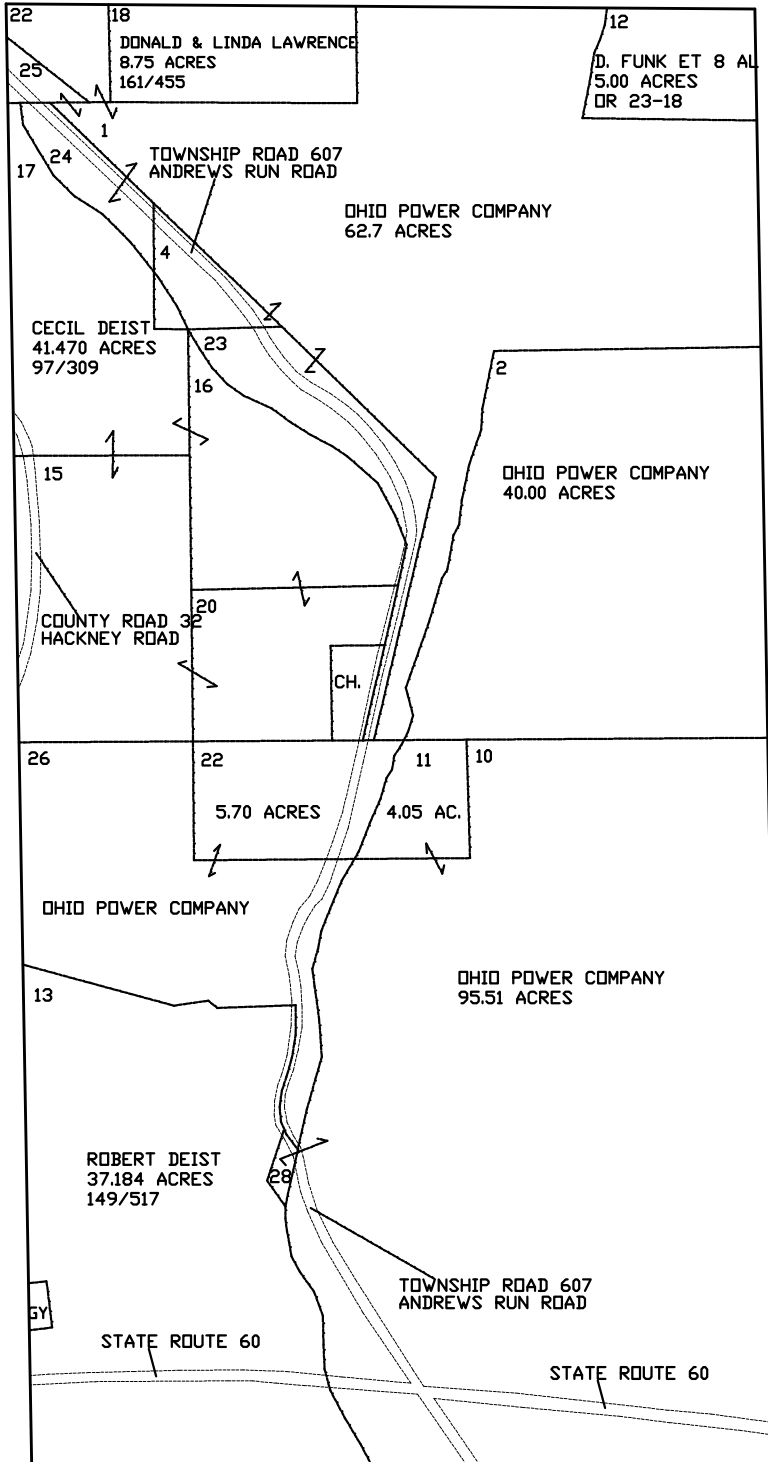 22
18
12
DONALD & LINDA LAWRENCE
8.75 ACRES
161/455
25
D. FUNK ET 8 AL
5.00 ACRES
OR 23-18
1
24
17
TOWNSHIP ROAD 607
ANDREWS RUN ROAD
OHIO POWER COMPANY
62.7 ACRES
4
CECIL DEIST
41.470 ACRES
97/309
23
16
2
15
OHIO POWER COMPANY
40.00 ACRES
COUNTY ROAD 32
HACKNEY ROAD
20
CH.
26
22
11
10
5.70 ACRES
4.05 AC.
OHIO POWER COMPANY
OHIO POWER COMPANY
95.51 ACRES
13
ROBERT DEIST
37.184 ACRES
149/517
28
TOWNSHIP ROAD 607
ANDREWS RUN ROAD
GY
STATE ROUTE 60
STATE ROUTE 60